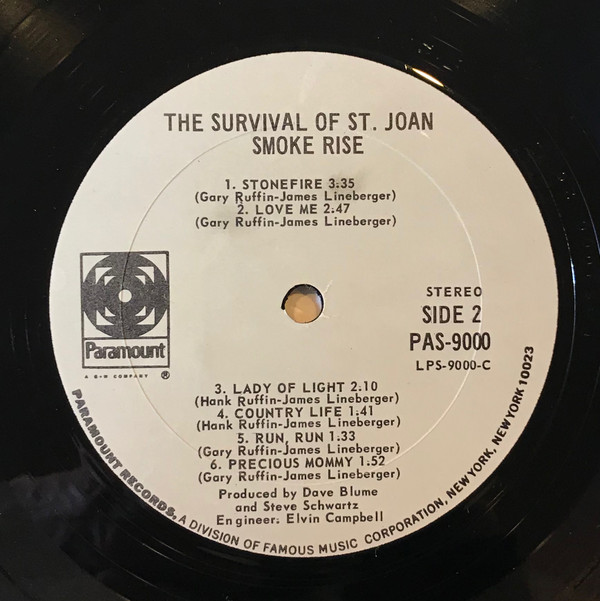 THE SURVIVAL OF ST. JOAN
SMOKE RISE
1. STONEFIRE 3:35
(Gary Ruffin-James Lineberger)
2. LOVE ME 2:47
(Gary Ruffin-James Lineberger)
Paramount
A G+W COMPANY ®
STEREO
SIDE 2
PAS-9000
LPS-9000-C
3. LADY OF LIGHT 2:10
(Hank Ruffin-James Lineberger)
4. COUNTRY LIFE 1:41
(Hank Ruffin-James Lineberger)
5. RUN, RUN 1:33
(Gary Ruffin-James Lineberger)
6. PRECIOUS MOMMY 1:52
(Gary Ruffin-James Lineberger)
Produced by Dave Blume
and Steve Schwartz
Engineer: Elvin Campbell
PARAMOUNT RECORDS, A DIVISION OF FAMOUS MUSIC CORPORATION, NEW YORK, NEW YORK 10023